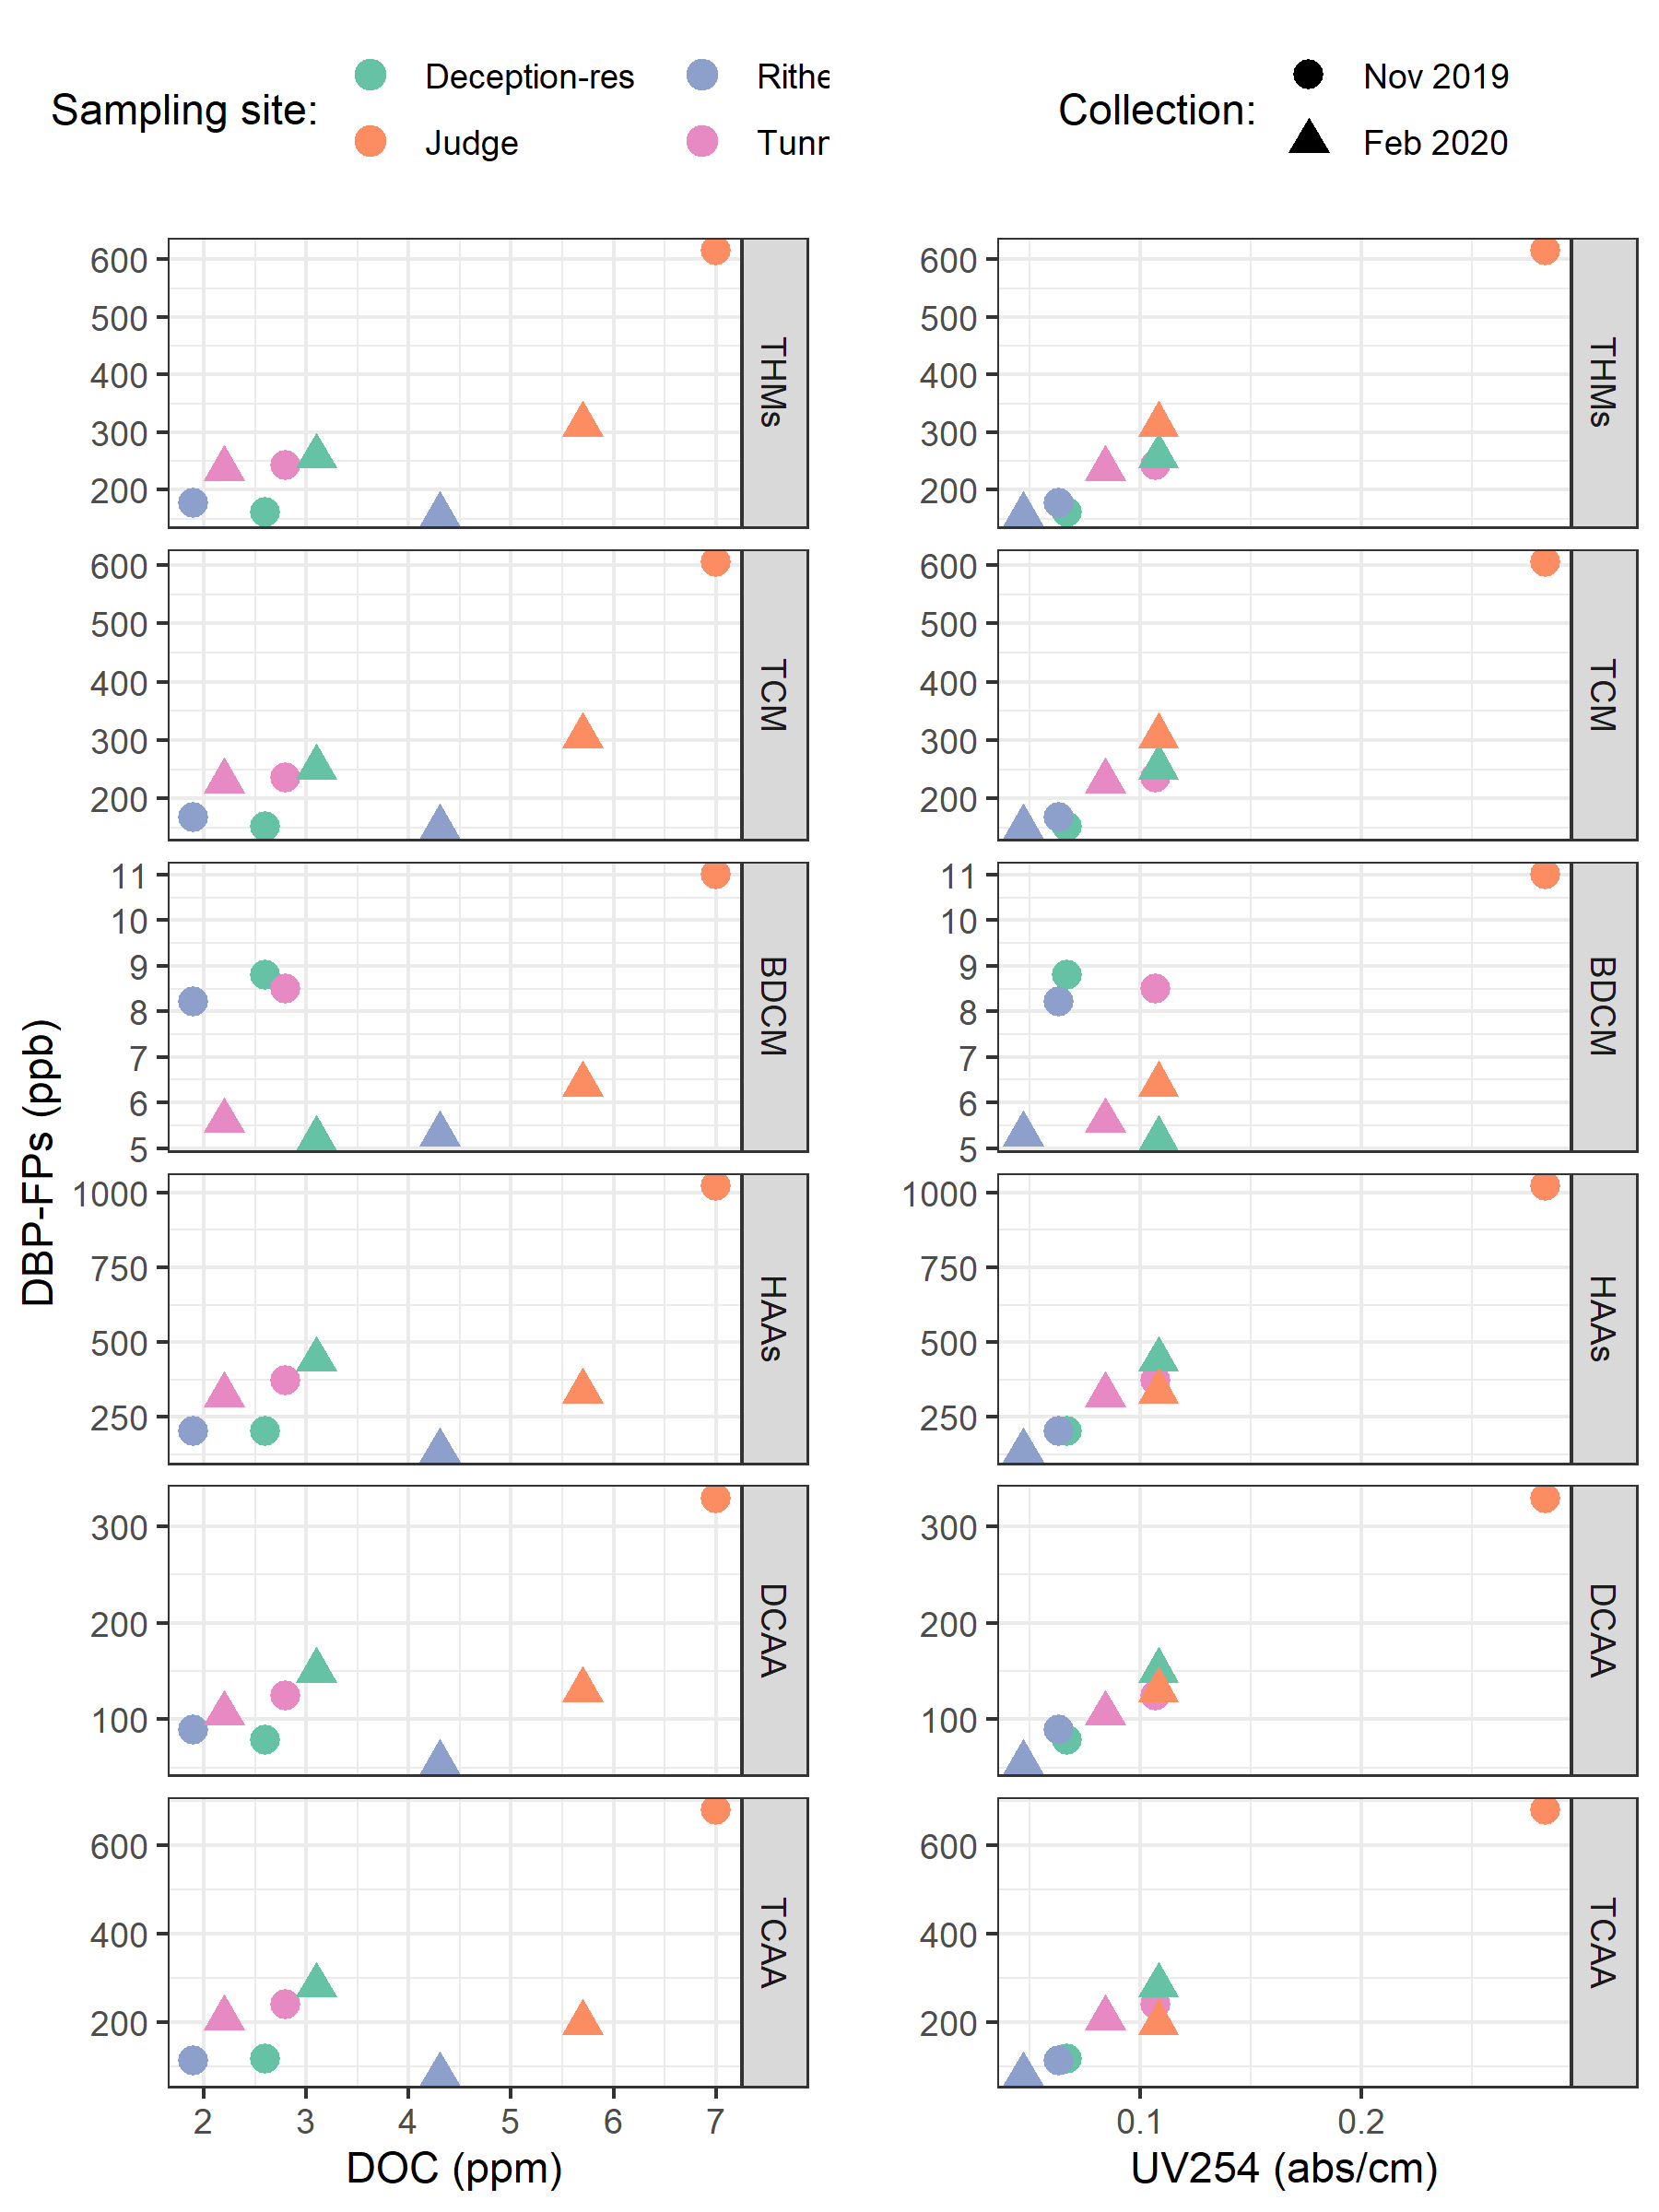 Sampling site:
Deception-res
Judge
Rithe
Tunn
Collection:
Nov 2019
Feb 2020
DBP-FPs (ppb)
600
500
400
300
200
THMs
600
500
400
300
200
THMs
600
500
400
300
200
TCM
600
500
400
300
200
TCM
11
10
9
8
7
6
5
BDCM
11
10
9
8
7
6
5
BDCM
1000
750
500
250
HAAs
1000
750
500
250
HAAs
300
200
100
DCAA
300
200
100
DCAA
600
400
200
TCAA
600
400
200
TCAA
2 3 4 5 6 7
DOC (ppm)
0.1 0.2
UV254 (abs/cm)